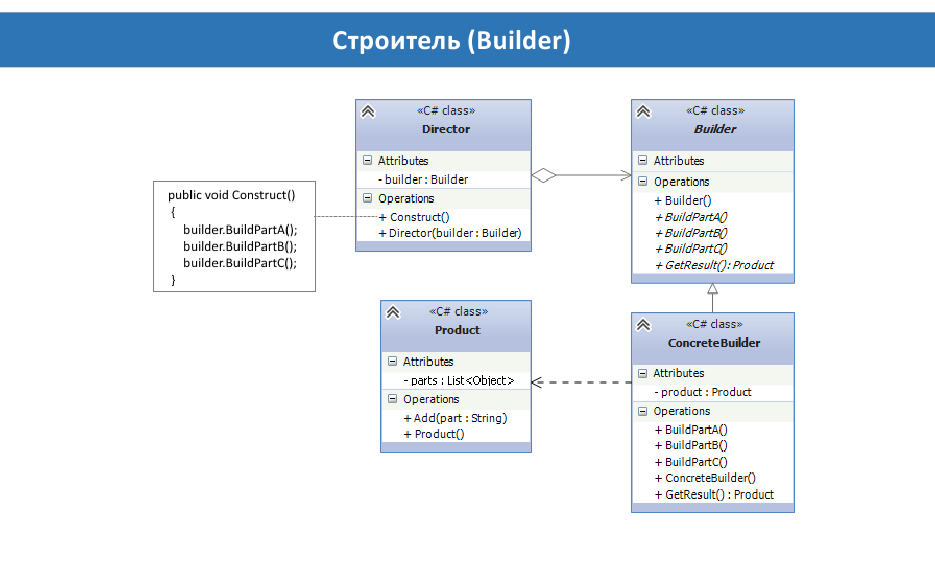 Строитель (Builder)
«C# class»
Director
Attributes
- builder : Builder
Operations
+ Construct()
+ Director(builder : Builder)
«C# class»
Builder
Attributes
Operations
+ Builder()
+ BuildPartA()
+ BuildPartB()
+ BuildPartC()
+ GetResult() : Product
public void Construct()
{
builder.BuildPartA();
builder.BuildPartB();
builder.BuildPartC();
}
«C# class»
Product
Attributes
- parts : List<Object>
Operations
+ Add(part : String)
+ Product()
«C# class»
ConcreteBuilder
Attributes
- product : Product
Operations
+ BuildPartA()
+ BuildPartB()
+ BuildPartC()
+ ConcreteBuilder()
+ GetResult() : Product